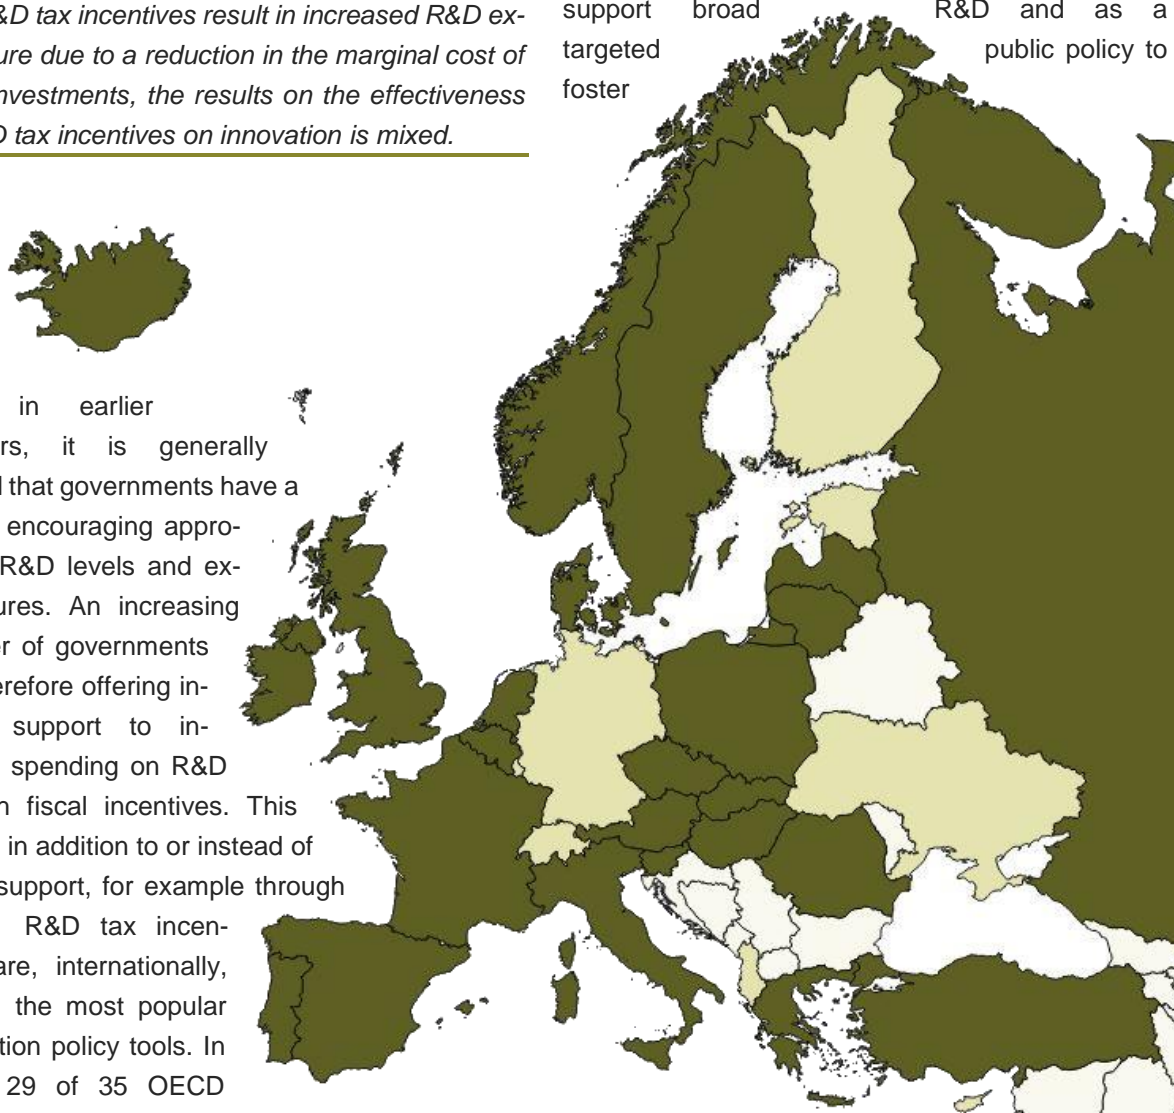 &D tax incentives result in increased R&D ex-
ure due to a reduction in the marginal cost of
nvestments, the results on the effectiveness
D tax incentives on innovation is mixed.
in earlier
rs, it is generally
d that governments have a
encouraging appro-
R&D levels and ex-
ures. An increasing
er of governments
erefore offering in-
support to in-
spending on R&D
n fiscal incentives. This
in addition to or instead of
support, for example through
R&D tax incen-
are, internationally,
the most popular
tion policy tools. In
29 of 35 OECD
support broad R&D and as a
targeted public policy to
foster